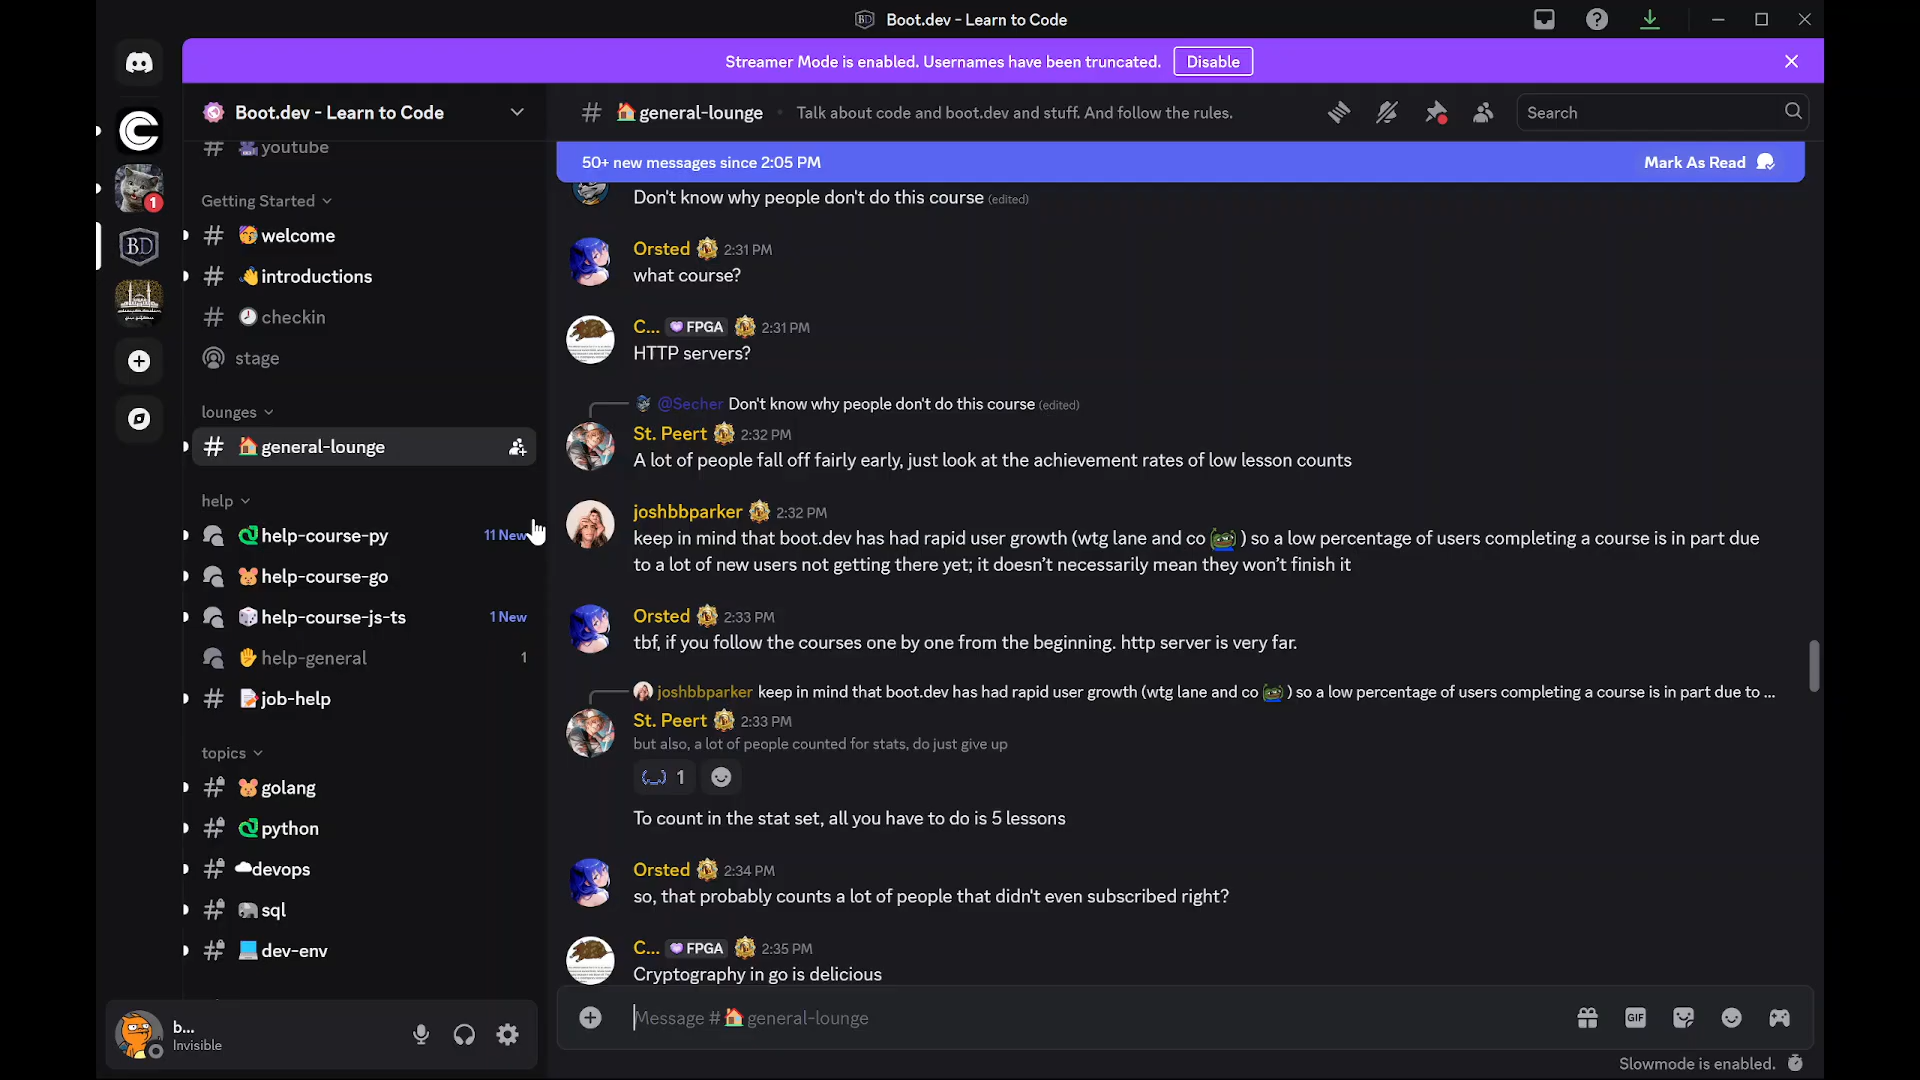 BD Boot.dev - Learn to Code
Streamer Mode is enabled. Usernames have been truncated. Disable
1
BD
Boot.dev - Learn to Code
youtube
Getting Started
welcome
introductions
checkin
stage
lounges
general-lounge
help
help-course-py 11 New
help-course-go
help-course-js-ts 1 New
help-general 1
job-help
topics
golang
python
devops
sql
dev-env
b...
Invisible
general-lounge Talk about code and boot.dev and stuff. And follow the rules. Search
50+ new messages since 2:05 PM Mark As Read
Don't know why people don't do this course (edited)
Orsted 2:31 PM
what course?
C... FPGA 2:31 PM
HTTP servers?
@Secher Don't know why people don't do this course (edited)
St. Peert 2:32 PM
A lot of people fall off fairly early, just look at the achievement rates of low lesson counts
joshbbparker 2:32 PM
keep in mind that boot.dev has had rapid user growth (wtg lane and co ) so a low percentage of users completing a course is in part due
to a lot of new users not getting there yet; it doesn't necessarily mean they won't finish it
Orsted 2:33 PM
tbf, if you follow the courses one by one from the beginning. http server is very far.
joshbbparker keep in mind that boot.dev has had rapid user growth (wtg lane and co ) so a low percentage of users completing a course is in part due to ...
St. Peert 2:33 PM
but also, a lot of people counted for stats, do just give up
1
To count in the stat set, all you have to do is 5 lessons
Orsted 2:34 PM
so, that probably counts a lot of people that didn't even subscribed right?
C... FPGA 2:35 PM
Cryptography in go is delicious
Message # general-lounge
GIF
Slowmode is enabled.